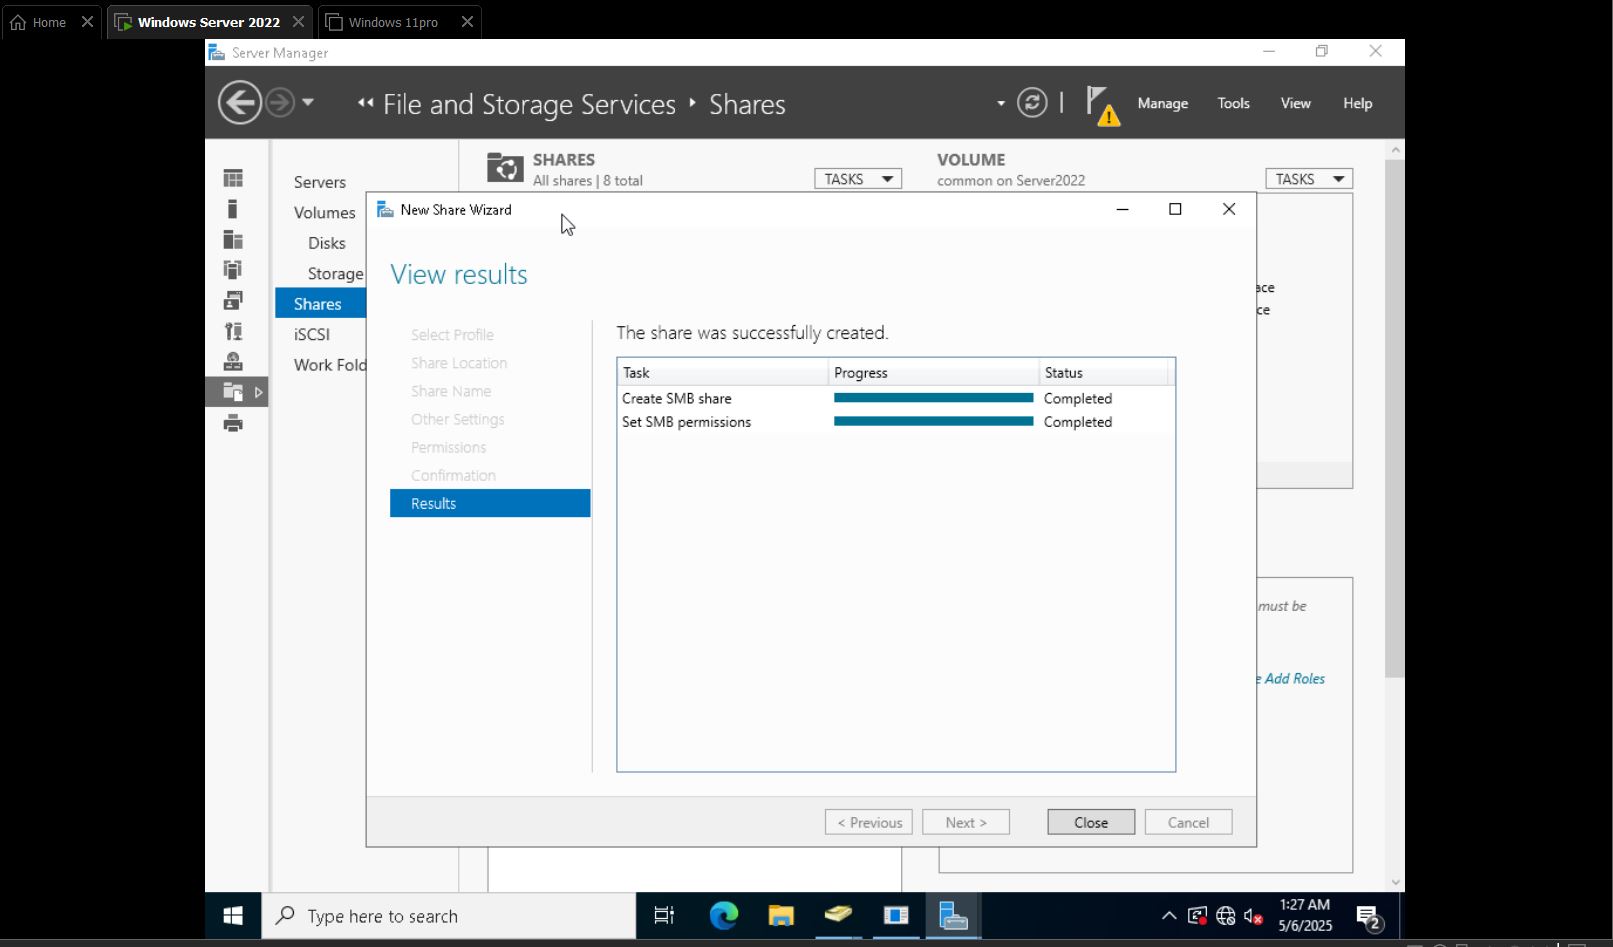 Home
Windows Server 2022
Windows 11pro
Server Manager
File and Storage Services
Shares
Manage
Tools
View
Help
Servers
Volumes
Disks
Storage
Shares
iSCSI
Work Fold
SHARES
All shares | 8 total
TASKS
VOLUME
common on Server2022
TASKS
New Share Wizard
View results
Select Profile
Share Location
Share Name
Other Settings
Permissions
Confirmation
Results
The share was successfully created.
Task Progress Status
Create SMB share Completed
Set SMB permissions Completed
ace
ce
must be
e Add Roles
< Previous
Next >
Close
Cancel
Type here to search
1:27 AM
5/6/2025
2